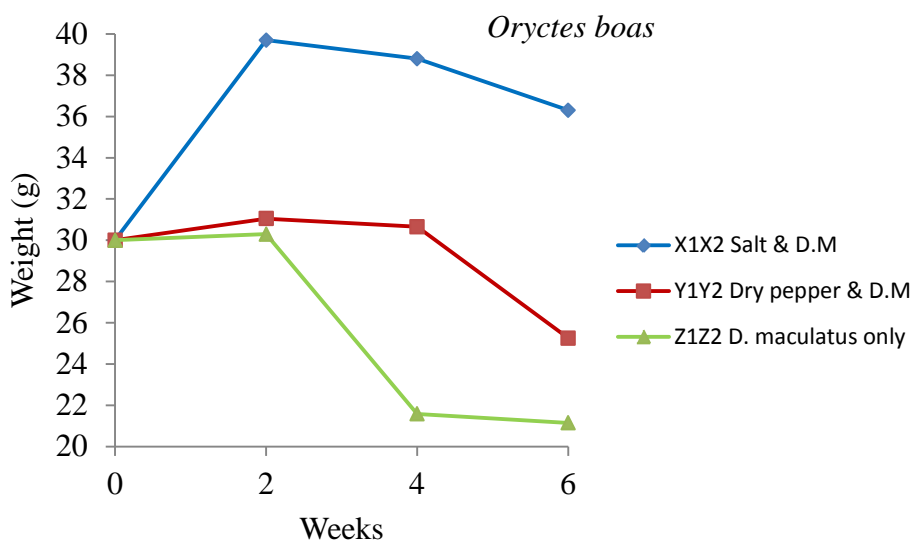 Oryctes boas
40
38
36
34
32
30
28
26
24
22
20
Weight (g)
0 2 4 6
Weeks
X1X2 Salt & D.M
Y1Y2 Dry pepper & D.M
Z1Z2 D. maculatus only